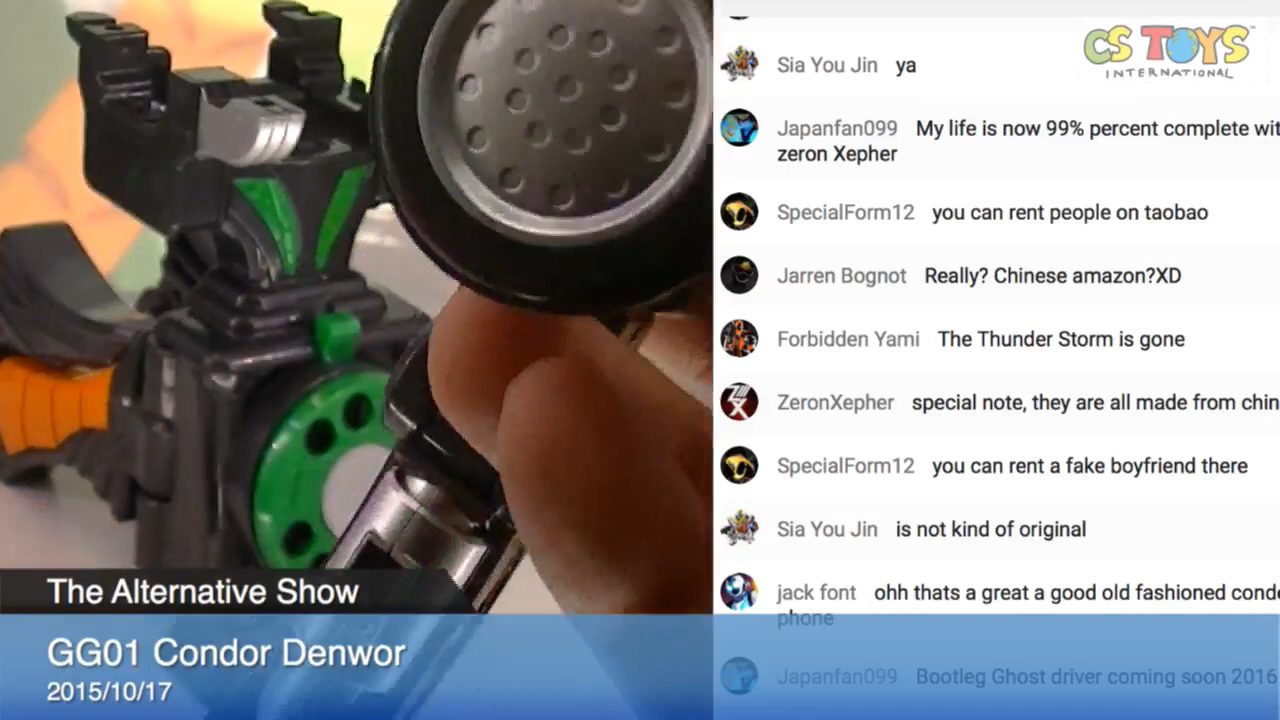 CS TOYS
INTERNATIONAL
Sia You Jin ya
Japanfan099 My life is now 99% percent complete wit
zeron Xepher
SpecialForm12 you can rent people on taobao
Jarren Bognot Really? Chinese amazon?XD
Forbidden Yami The Thunder Storm is gone
ZeronXepher special note, they are all made from chin
SpecialForm12 you can rent a fake boyfriend there
Sia You Jin is not kind of original
jack font ohh thats a great a good old fashioned conde
phone
Japanfan099 Bootleg Ghost driver coming soon 2016
The Alternative Show
GG01 Condor Denwor
2015/10/17